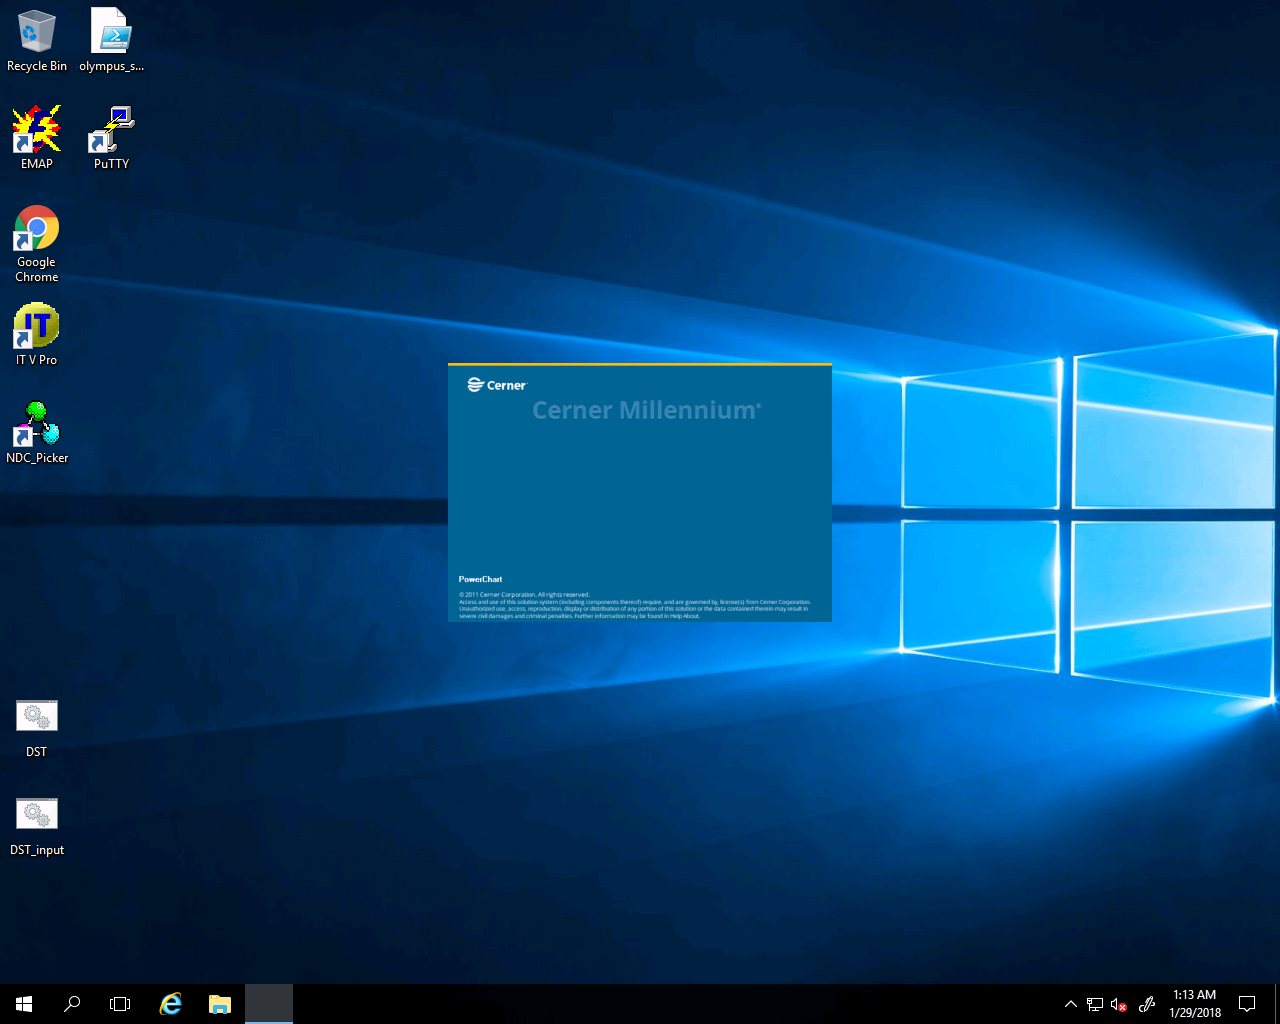 Recycle Bin
olympus_s...
EMAP
PuTTY
Google
Chrome
IT
IT V Pro
NDC_Picker
Cerner
Cerner Millennium®
PowerChart
© 2011 Cerner Corporation. All rights reserved.
Access and use of this solution system (including components thereof) require, and are governed by, license(s) from Cerner Corporation.
Unauthorized use, access, reproduction, display or distribution of any portion of this solution or the data contained therein may result in
severe civil damages and criminal penalties. Further information may be found in Help About.
DST
DST_input
1:13 AM
1/29/2018